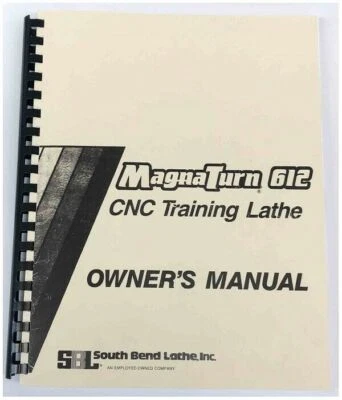 MagnaTurn® 612
CNC Training Lathe
OWNER'S MANUAL
SBL® South Bend Lathe, Inc.
AN EMPLOYEE-OWNED COMPANY